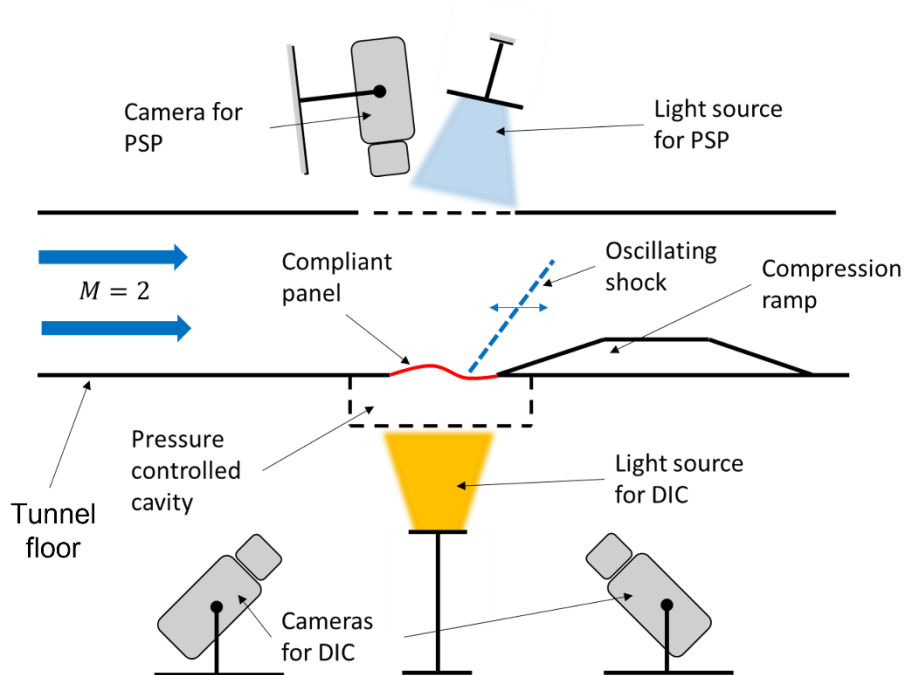 Camera for
PSP
Light source
for PSP
M = 2
Compliant
panel
Oscillating
shock
Compression
ramp
Pressure
controlled
cavity
Light source
for DIC
Tunnel
floor
Cameras
for DIC